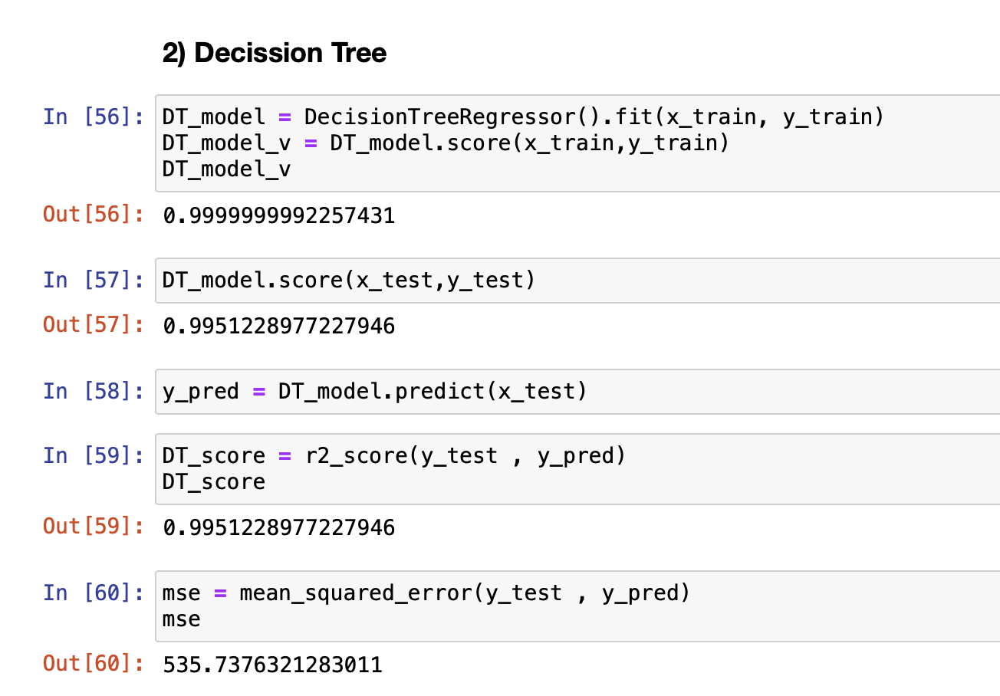 2) Decission Tree
In [56]: DT_model = DecisionTreeRegressor().fit(x_train, y_train)
DT_model_v = DT_model.score(x_train,y_train)
DT_model_v
Out[56]: 0.9999999992257431
In [57]: DT_model.score(x_test,y_test)
Out[57]: 0.9951228977227946
In [58]: y_pred = DT_model.predict(x_test)
In [59]: DT_score = r2_score(y_test , y_pred)
DT_score
Out[59]: 0.9951228977227946
In [60]: mse = mean_squared_error(y_test , y_pred)
mse
Out[60]: 535.7376321283011